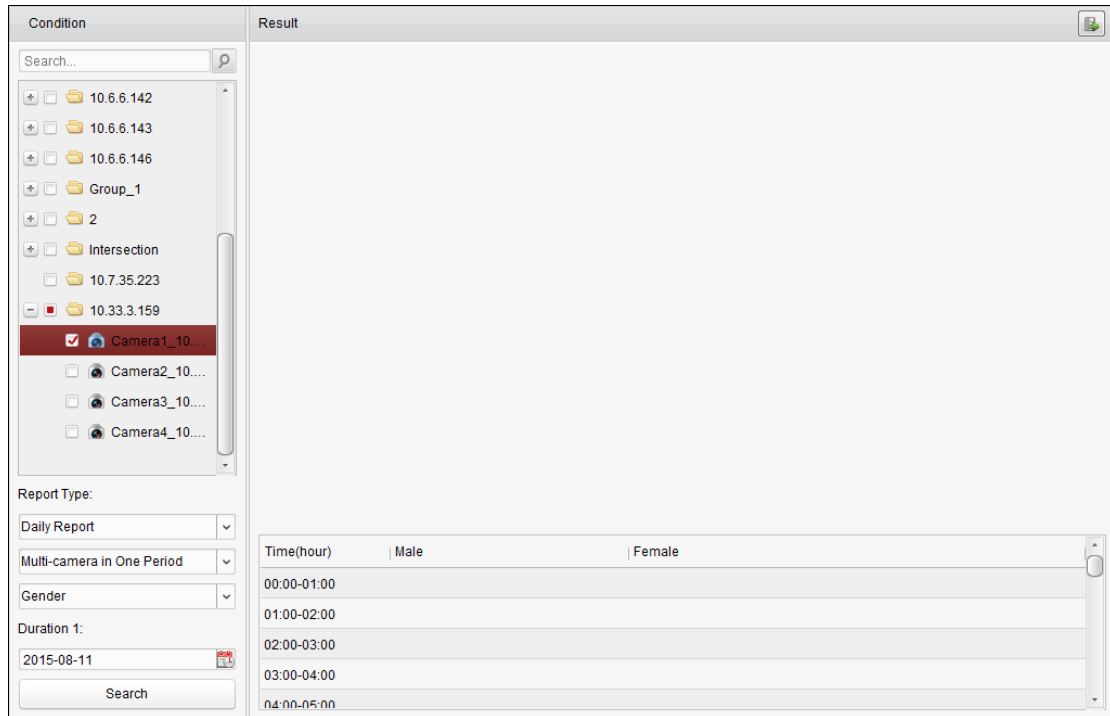 Condition
Search...
10.6.6.142
10.6.6.143
10.6.6.146
Group_1
2
Intersection
10.7.35.223
10.33.3.159
Camera1_10....
Camera2_10....
Camera3_10....
Camera4_10....
Report Type:
Daily Report
Multi-camera in One Period
Gender
Duration 1:
2015-08-11
Search
Result
Time(hour) Male Female
00:00-01:00
01:00-02:00
02:00-03:00
03:00-04:00
04:00-05:00